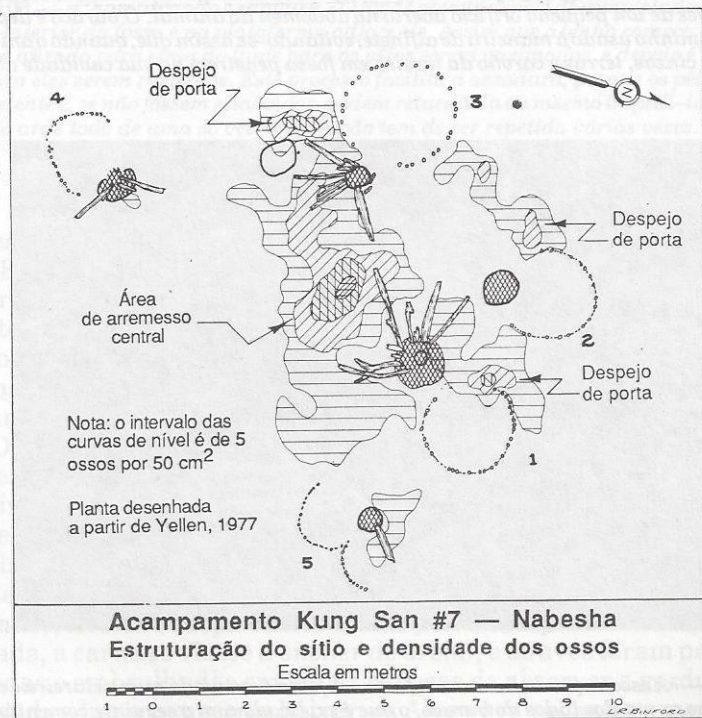 Despejo
de porta
4
3
N
Despejo
de porta
Área
de arremesso
central
2
Despejo
de porta
Nota: o intervalo das
curvas de nível é de 5
ossos por 50 cm²
1
Planta desenhada
a partir de Yellen, 1977
5
Acampamento Kung San #7 — Nabesha
Estruturação do sítio densidade dos ossos
Escala em metros
1 0 1 2 3 4 5 6 7 8 9 10
L.R.BINFORD